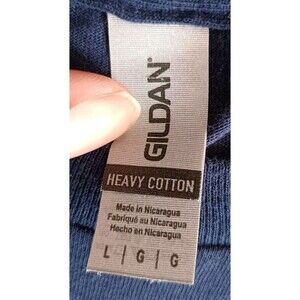 GILDAN®
HEAVY COTTON
Made in Nicaragua
Fabriqué au Nicaragua
Hecho en Nicaragua
L | G | G